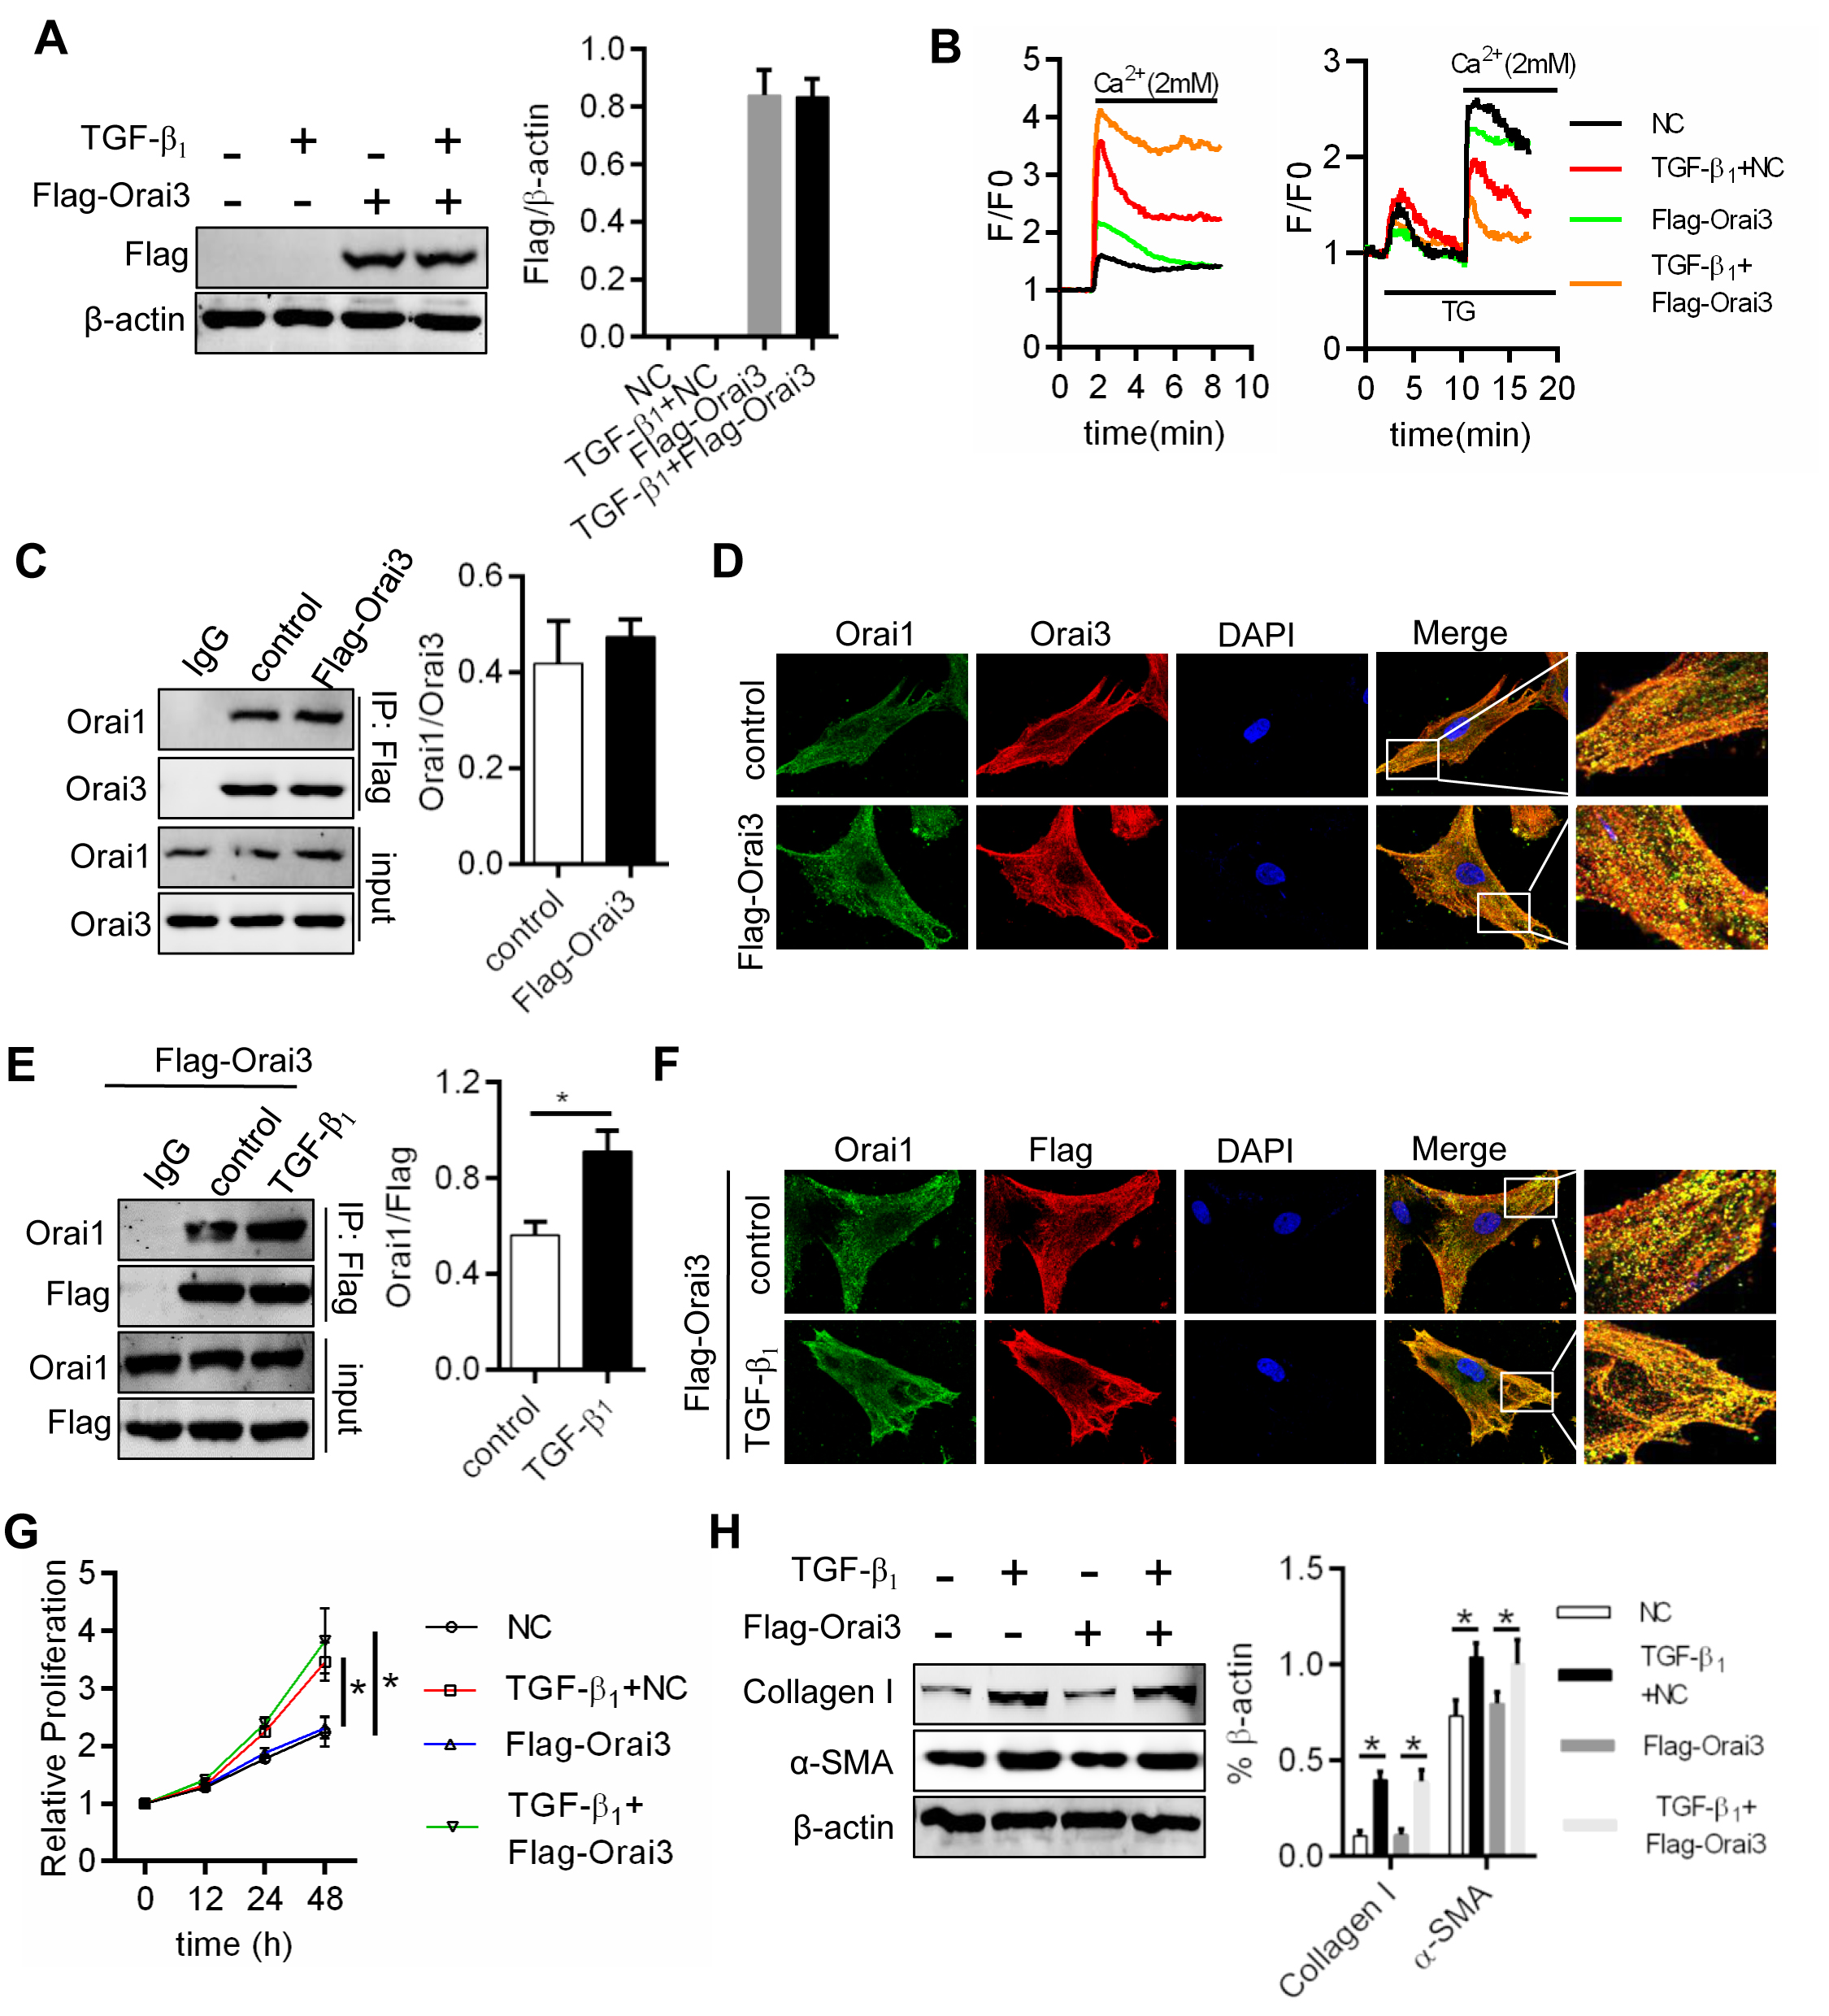 A
TGF-β1 - + - +
Flag-Orai3 - - + +
Flag
β-actin
Flag/β-actin
1.0
0.8
0.6
0.4
0.2
0.0
NC
TGF-β1+NC
Flag-Orai3
TGF-β1+Flag-Orai3
B
F/F0
5
4
3
2
1
0
Ca2+(2mM)
0 2 4 6 8 10
time(min)
F/F0
3
2
1
0
Ca2+(2mM)
TG
0 5 10 15 20
time(min)
NC
TGF-β1+NC
Flag-Orai3
TGF-β1+
Flag-Orai3
C
IgG control Flag-Orai3
Orai1
Orai3
IP: Flag
Orai1
Orai3
input
Orai1/Orai3
0.6
0.4
0.2
0.0
control
Flag-Orai3
D
Orai1 Orai3 DAPI Merge
control
Flag-Orai3
E
Flag-Orai3
IgG control TGF-β1
Orai1
Flag
IP: Flag
Orai1
Flag
input
Orai1/Flag
1.2
0.8
0.4
0.0
*
control
TGF-β1
F
Orai1 Flag DAPI Merge
Flag-Orai3
control
TGF-β1
G
Relative Proliferation
5
4
3
2
1
0
* *
0 12 24 48
time (h)
NC
TGF-β1+NC
Flag-Orai3
TGF-β1+
Flag-Orai3
H
TGF-β1 - + - +
Flag-Orai3 - - + +
Collagen I
α-SMA
β-actin
% β-actin
1.5
1.0
0.5
0.0
* * * *
Collagen I
α-SMA
NC
TGF-β1
+NC
Flag-Orai3
TGF-β1+
Flag-Orai3